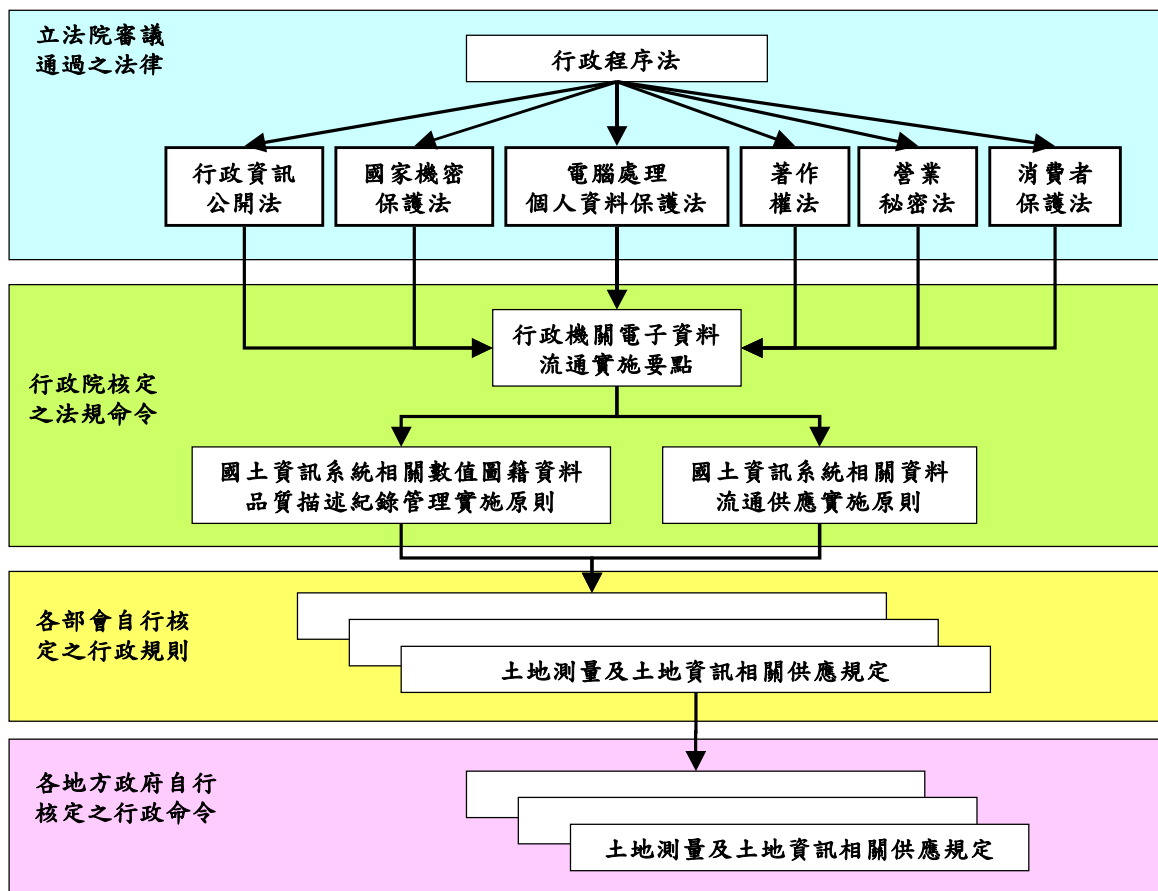 立法院審議
通過之法律
行政程序法
行政資訊
公開法
國家機密
保護法
電腦處理
個人資料保護法
著作
權法
營業
秘密法
消費者
保護法
行政院核定
之法規命令
行政機關電子資料
流通實施要點
國土資訊系統相關數值圖籍資料
品質描述紀錄管理實施原則
國土資訊系統相關資料
流通供應實施原則
各部會自行核
定之行政規則
土地測量及土地資訊相關供應規定
各地方政府自行
核定之行政命令
土地測量及土地資訊相關供應規定